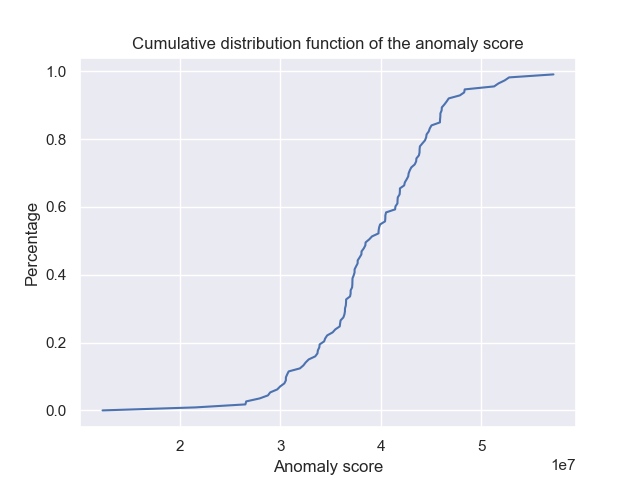 Cumulative distribution function of the anomaly score
1.0
0.8
0.6
0.4
0.2
0.0
Percentage
2 3 4 5
1e7
Anomaly score